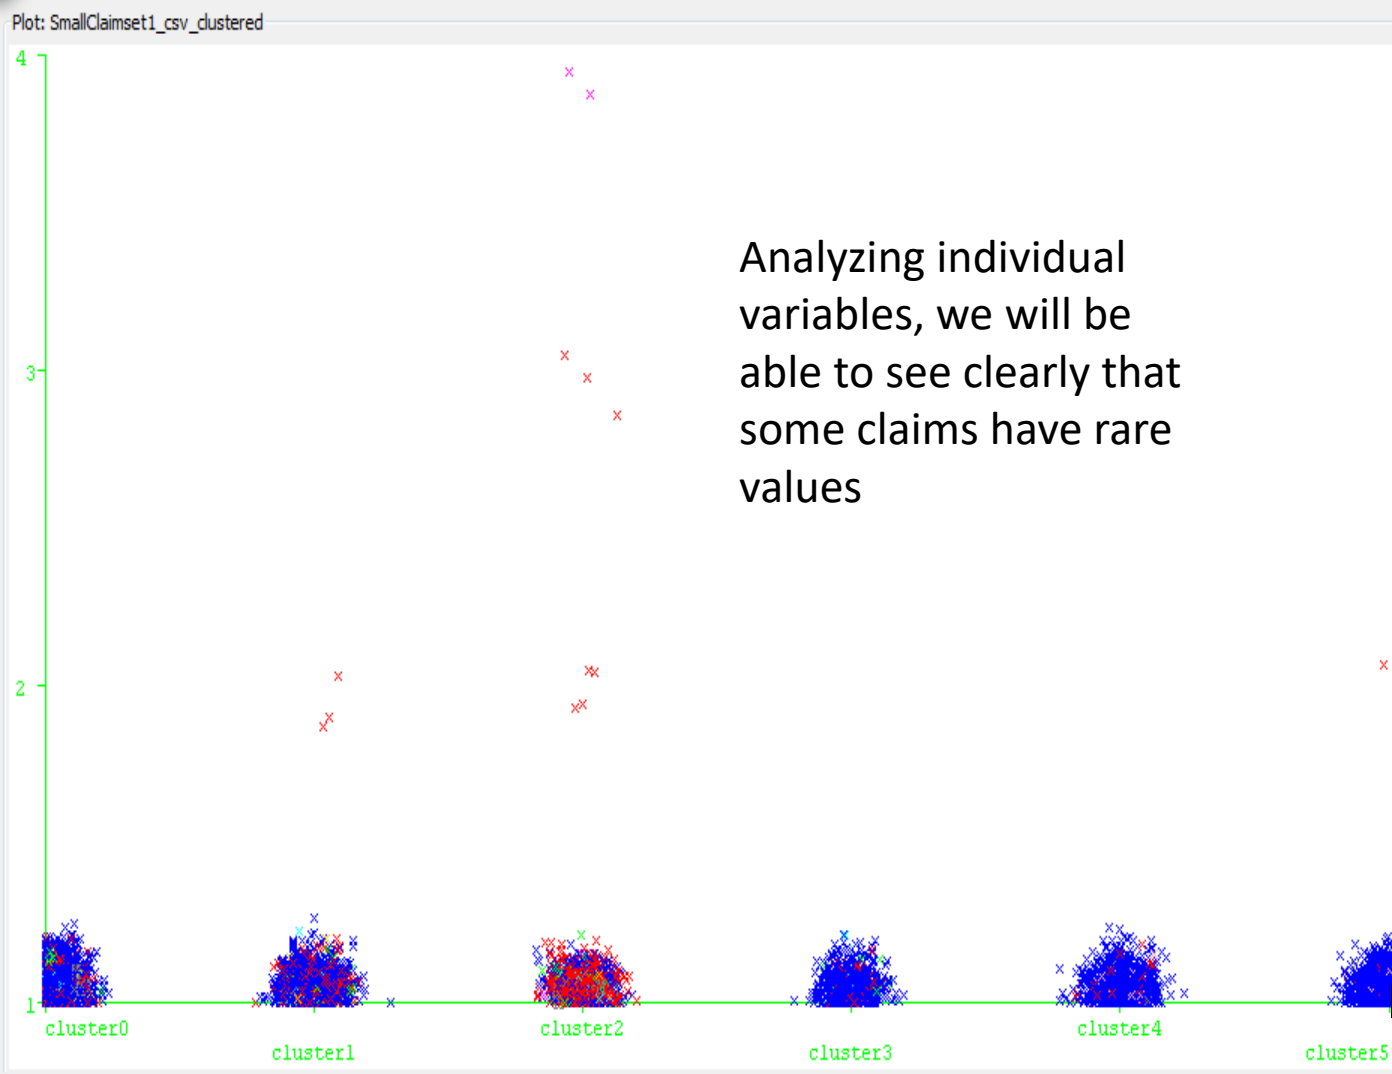 Plot: SmallClaimset1_csv_clustered
4
Analyzing individual
variables, we will be
able to see clearly that
some claims have rare
values
3
2
1
cluster0
cluster1
cluster2
cluster3
cluster4
cluster5